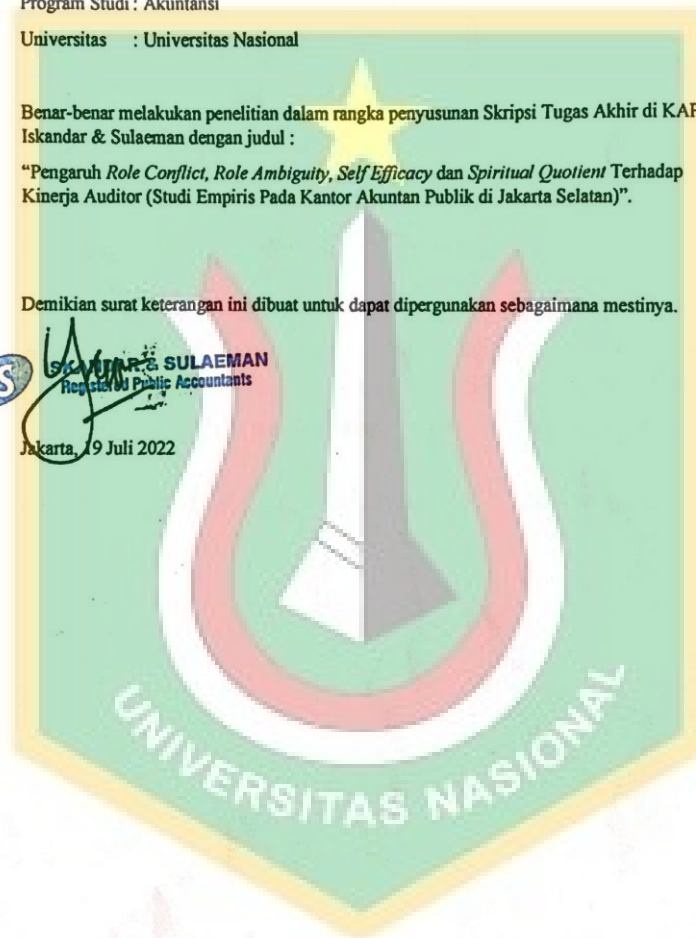 Program Studi : Akuntansi
Universitas : Universitas Nasional
Benar-benar melakukan penelitian dalam rangka penyusunan Skripsi Tugas Akhir di KAP
Iskandar & Sulaeman dengan judul :
“Pengaruh Role Conflict, Role Ambiguity, Self Efficacy dan Spiritual Quotient Terhadap
Kinerja Auditor (Studi Empiris Pada Kantor Akuntan Publik di Jakarta Selatan)”.
Demikian surat keterangan ini dibuat untuk dapat dipergunakan sebagaimana mestinya.
ISKANDAR & SULAEMAN
Registered Public Accountants
Jakarta, 19 Juli 2022
UNIVERSITAS NASIONAL